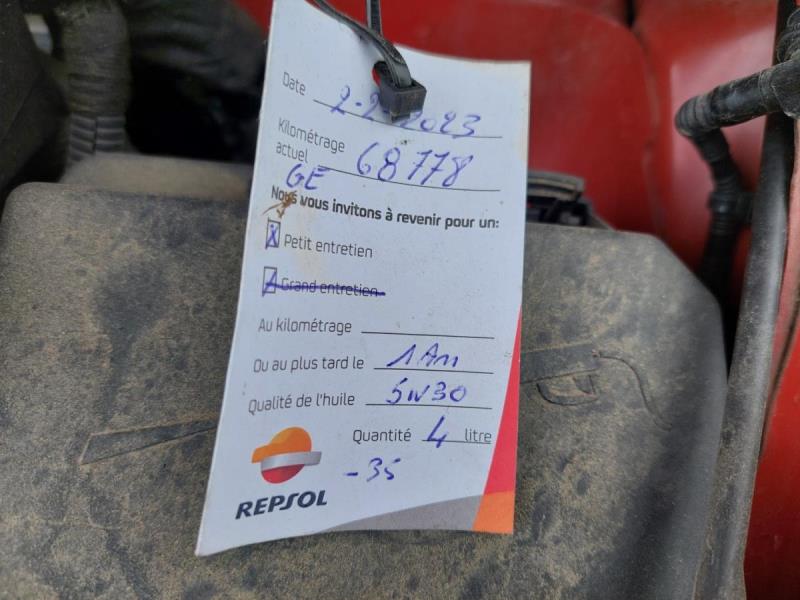 Date 2-2-2023
Kilométrage
actuel 68778
GE
Nous vous invitons à revenir pour un:
X Petit entretien
Grand entretien
Au kilométrage
Ou au plus tard le 1 An
Qualité de l'huile 5W30
Quantité 4 litre
-35
REPSOL